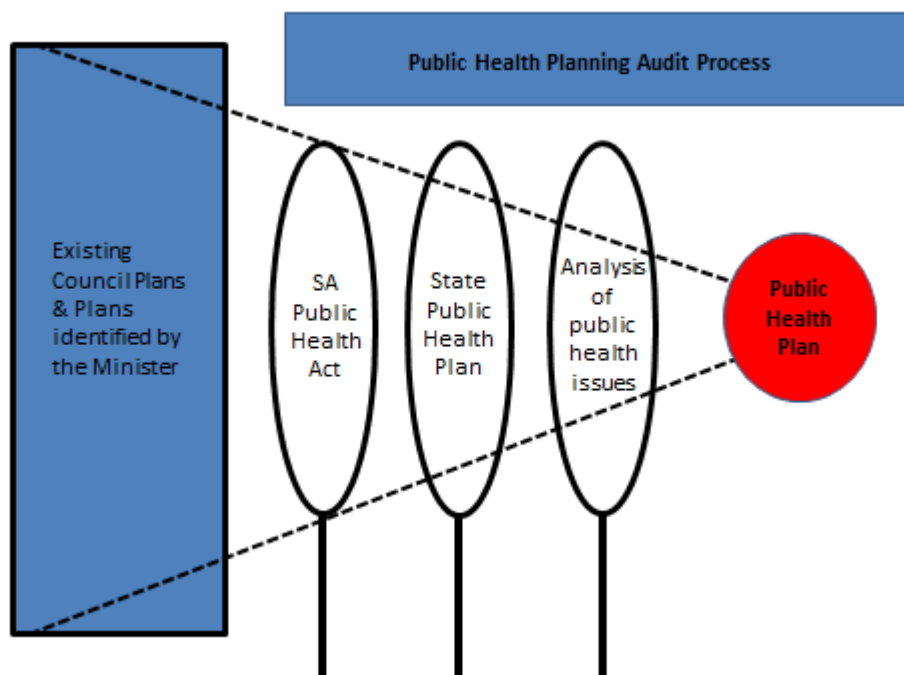 Public Health Planning Audit Process
Existing
Council Plans
& Plans
identified by
the Minister
SA
Public
Health
Act
State
Public
Health
Plan
Analysis
of
public
health
issues
Public
Health
Plan